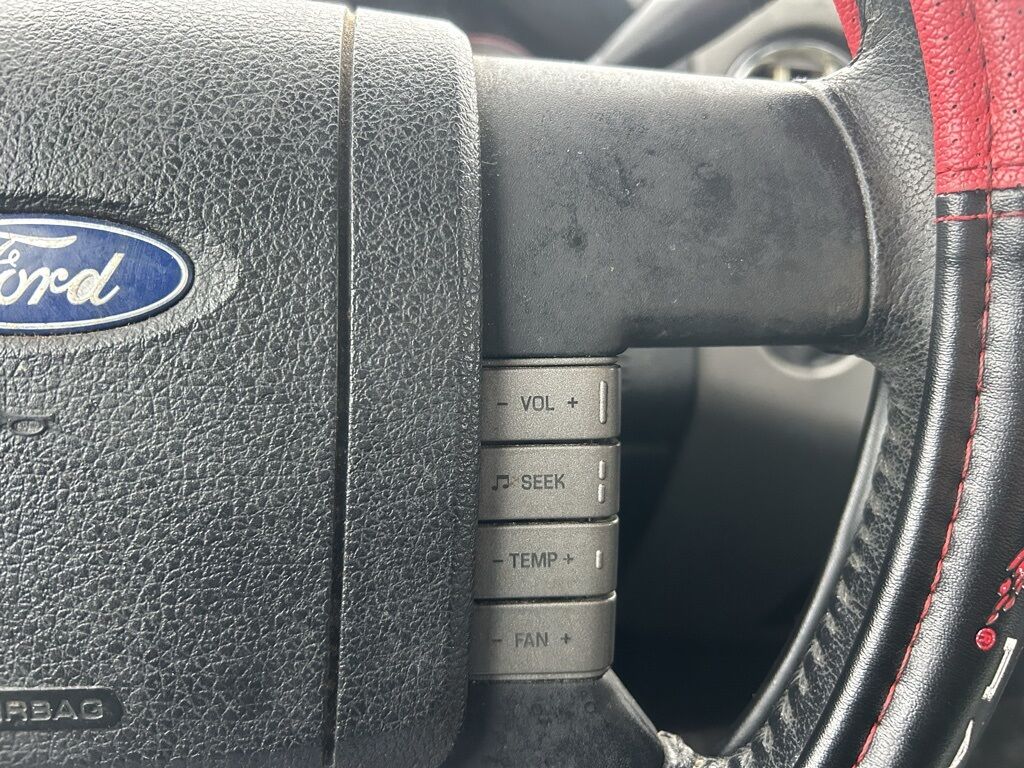 Ford
- VOL +
♫ SEEK
- TEMP +
- FAN +
AIRBAG